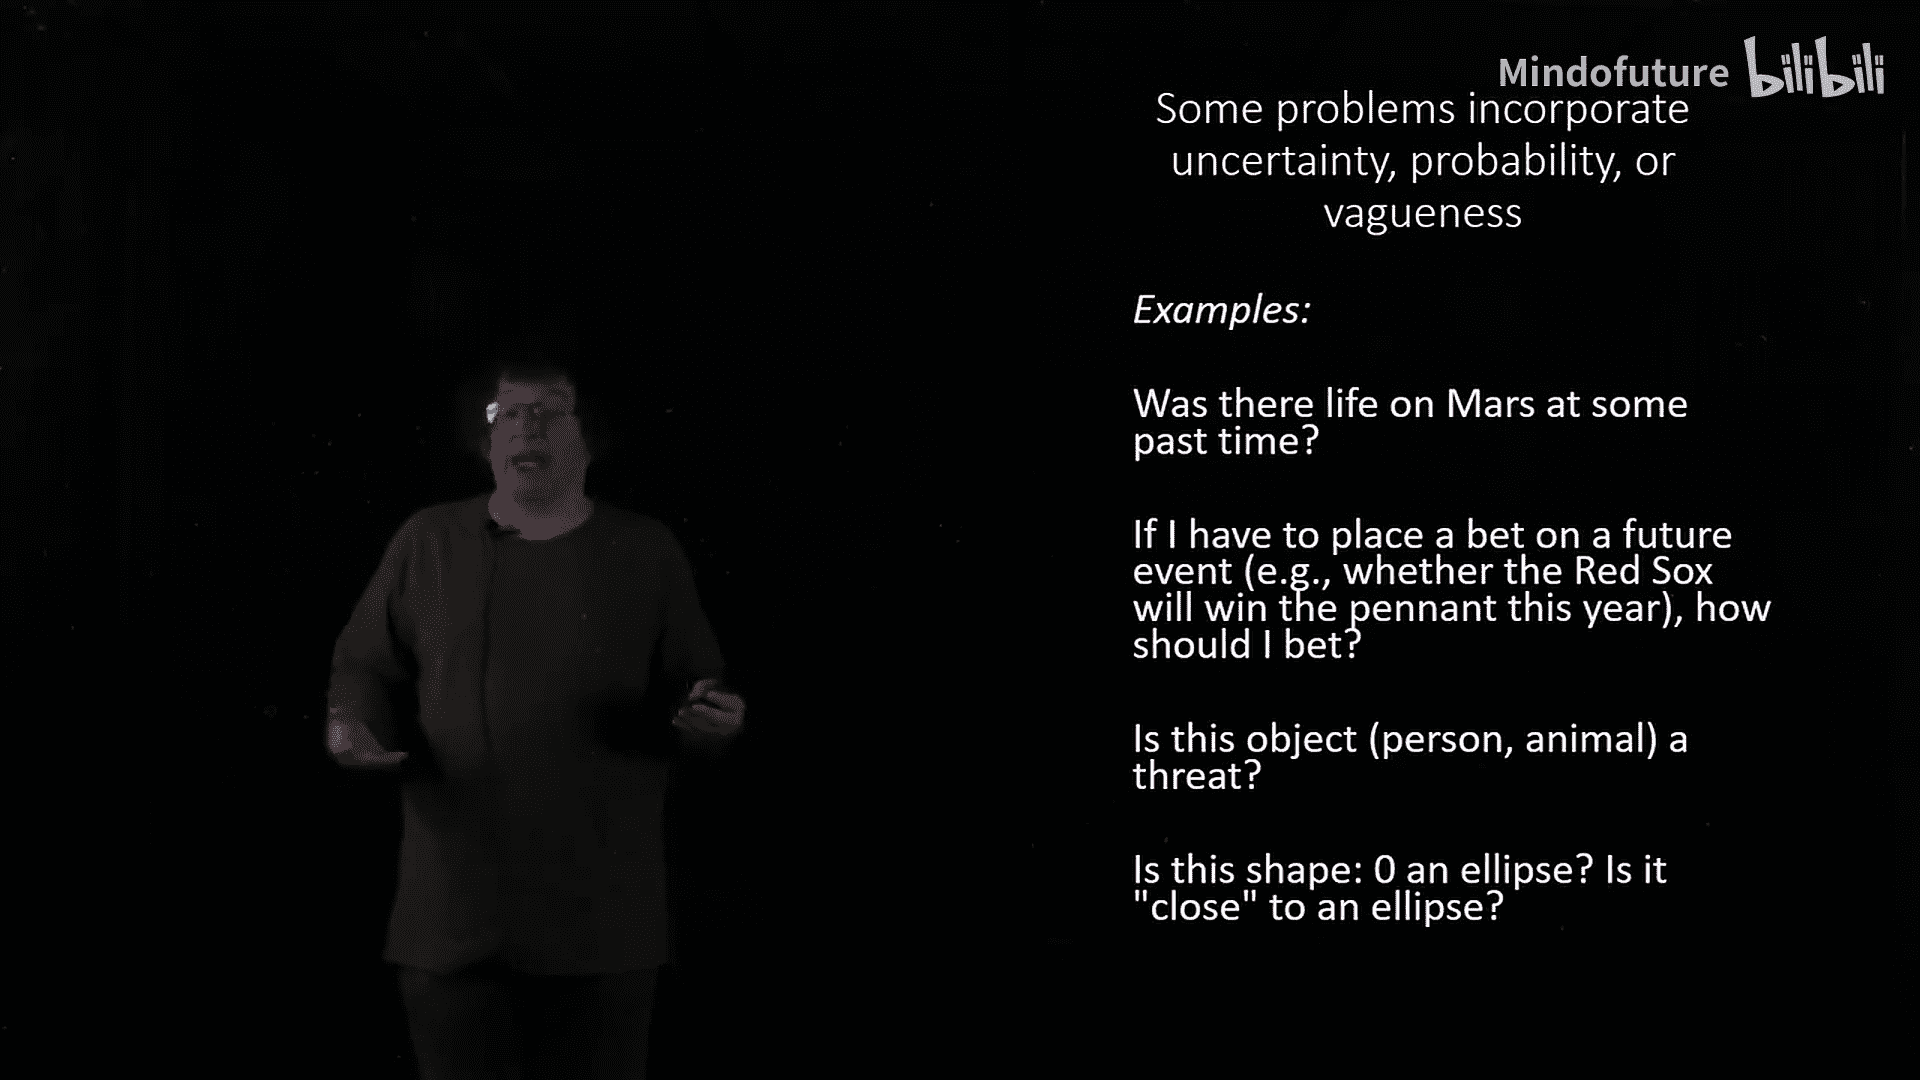 Mindofuture bilibili
Some problems incorporate
uncertainty, probability, or
vagueness
Examples:
Was there life on Mars at some
past time?
If I have to place a bet on a future
event (e.g., whether the Red Sox
will win the pennant this year), how
should I bet?
Is this object (person, animal) a
threat?
Is this shape: 0 an ellipse? Is it
"close" to an ellipse?